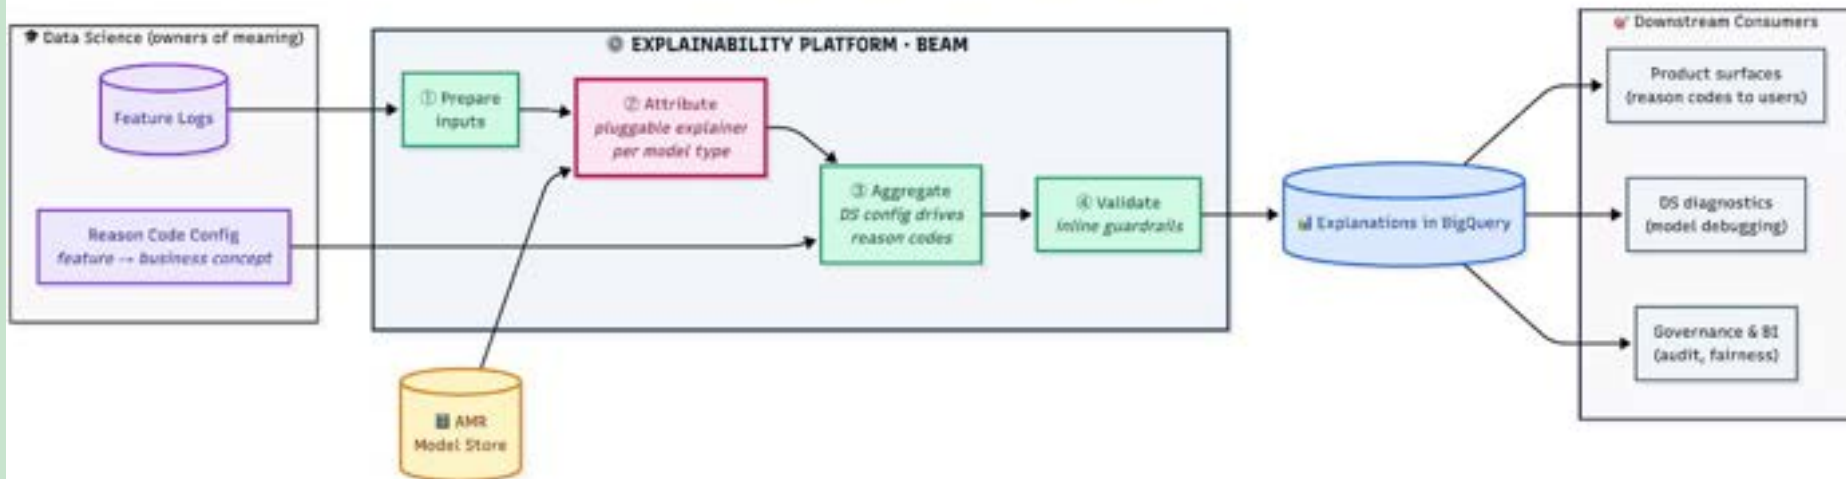 Data Science (owners of meaning)
Feature Logs
Reason Code Config
feature → business concept
EXPLAINABILITY PLATFORM · BEAM
① Prepare
inputs
② Attribute
pluggable explainer
per model type
③ Aggregate
DS config drives
reason codes
④ Validate
inline guardrails
AMR
Model Store
Explanations in BigQuery
Downstream Consumers
Product surfaces
(reason codes to users)
DS diagnostics
(model debugging)
Governance & BI
(audit, fairness)